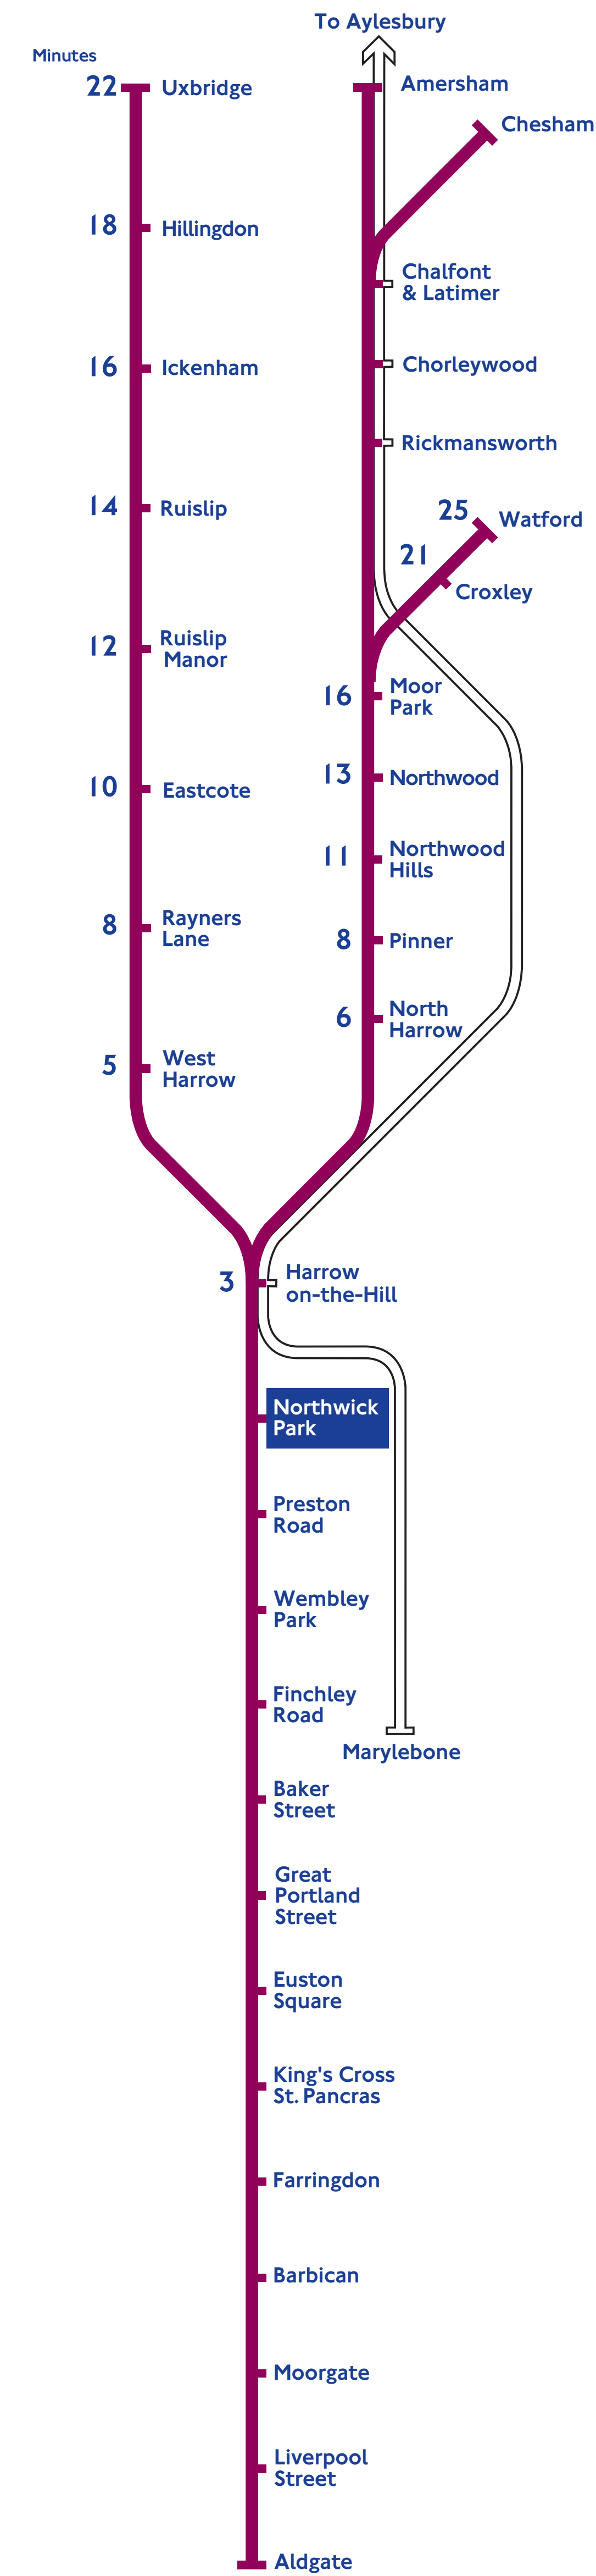 To Aylesbury
Minutes
22 Uxbridge
Amersham
Chesham
18 Hillingdon
Chalfont
& Latimer
16 Ickenham
Chorleywood
Rickmansworth
14 Ruislip
25 Watford
21 Croxley
12 Ruislip
Manor
16 Moor
Park
13 Northwood
10 Eastcote
11 Northwood
Hills
8 Rayners
Lane
8 Pinner
6 North
Harrow
5 West
Harrow
3 Harrow
on-the-Hill
Northwick
Park
Preston
Road
Wembley
Park
Finchley
Road
Marylebone
Baker
Street
Great
Portland
Street
Euston
Square
King's Cross
St. Pancras
Farringdon
Barbican
Moorgate
Liverpool
Street
Aldgate